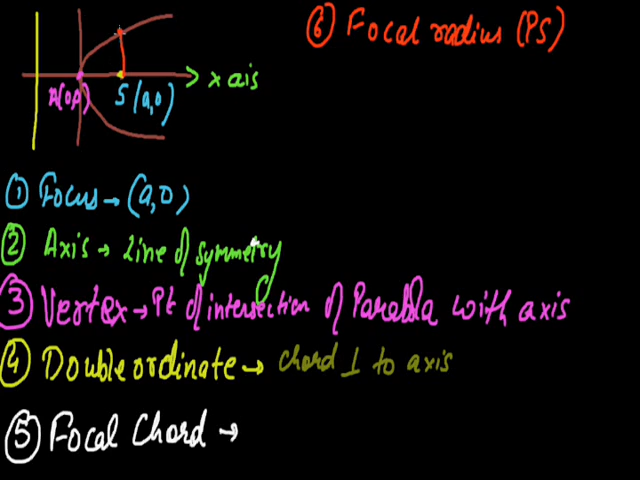 ⑥ Focal radius (PS)
x ais
A(0,0)
S (a,0)
① Focus → (a,0)
② Axis → Line of symmetry
③ Vertex → Pt of intersection of Parabola with axis
④ Double ordinate → chord ⊥ to axis
⑤ Focal Chord →